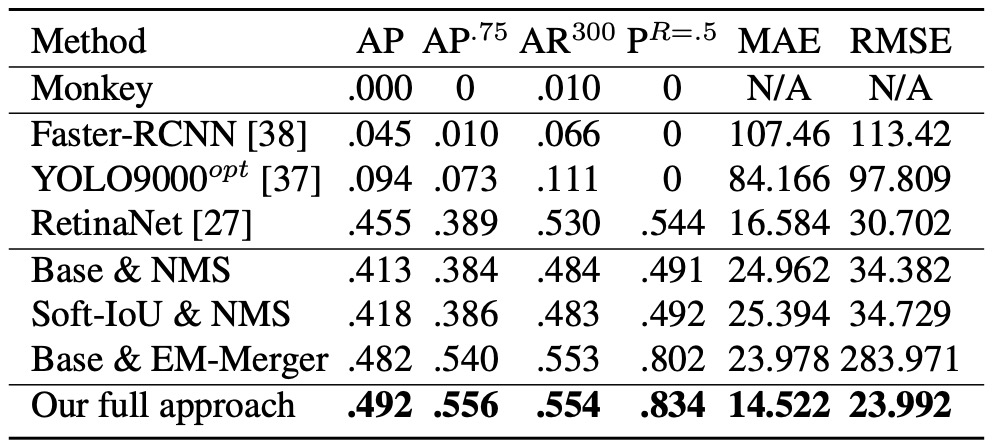 Method AP AP.75 AR300 PR=.5 MAE RMSE
Monkey .000 0 .010 0 N/A N/A
Faster-RCNN [38] .045 .010 .066 0 107.46 113.42
YOLO9000opt [37] .094 .073 .111 0 84.166 97.809
RetinaNet [27] .455 .389 .530 .544 16.584 30.702
Base & NMS .413 .384 .484 .491 24.962 34.382
Soft-IoU & NMS .418 .386 .483 .492 25.394 34.729
Base & EM-Merger .482 .540 .553 .802 23.978 283.971
Our full approach .492 .556 .554 .834 14.522 23.992